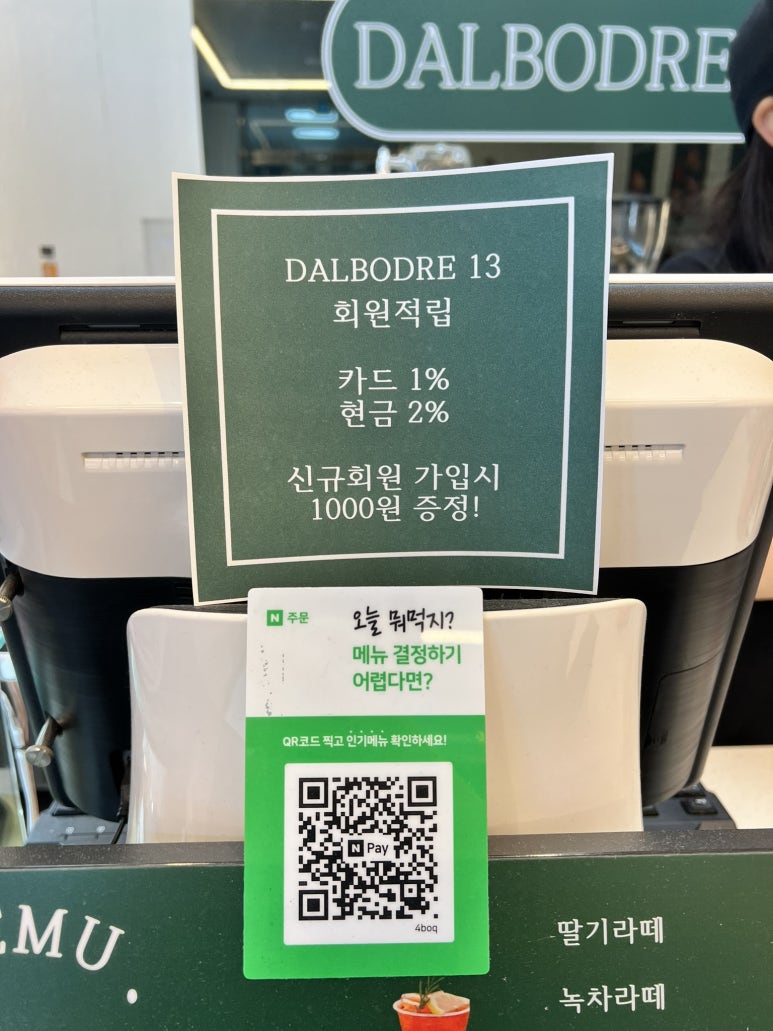 DALBODRE
DALBODRE 13
회원적립
카드 1%
현금 2%
신규회원 가입시
1000원 증정!
N 주문
오늘 뭐먹지?
메뉴 결정하기
어렵다면?
QR코드 찍고 인기메뉴 확인하세요!
N Pay
4boq
EMU
딸기라떼
녹차라떼